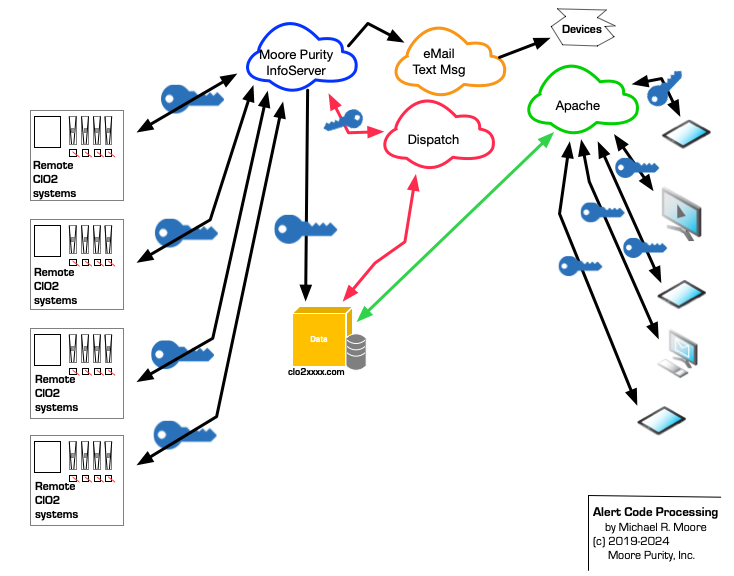 Moore Purity
InfoServer
eMail
Text Msg
Devices
Apache
Dispatch
Remote
ClO2
systems
Remote
ClO2
systems
Remote
ClO2
systems
Remote
ClO2
systems
Data
clo2xxxx.com
Alert Code Processing
by Michael R. Moore
(c) 2019-2024
Moore Purity, Inc.